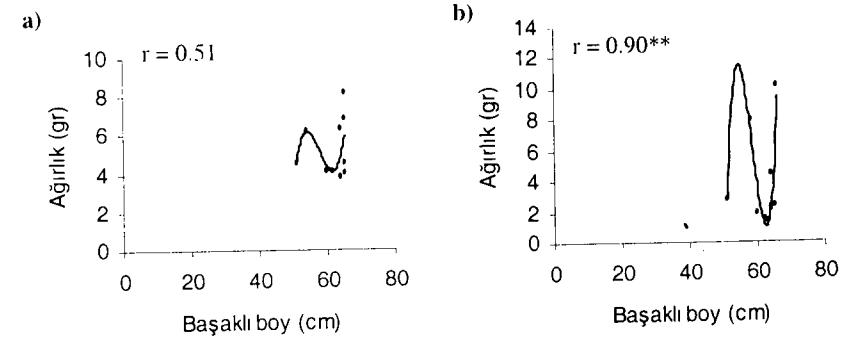 a)
r = 0.51
10
8
6
4
2
0
Ağırlık (gr)
0 20 40 60 80
Başaklı boy (cm)
b)
r = 0.90**
14
12
10
8
6
4
2
0
Ağırlık (gr)
0 20 40 60 80
Başaklı boy (cm)